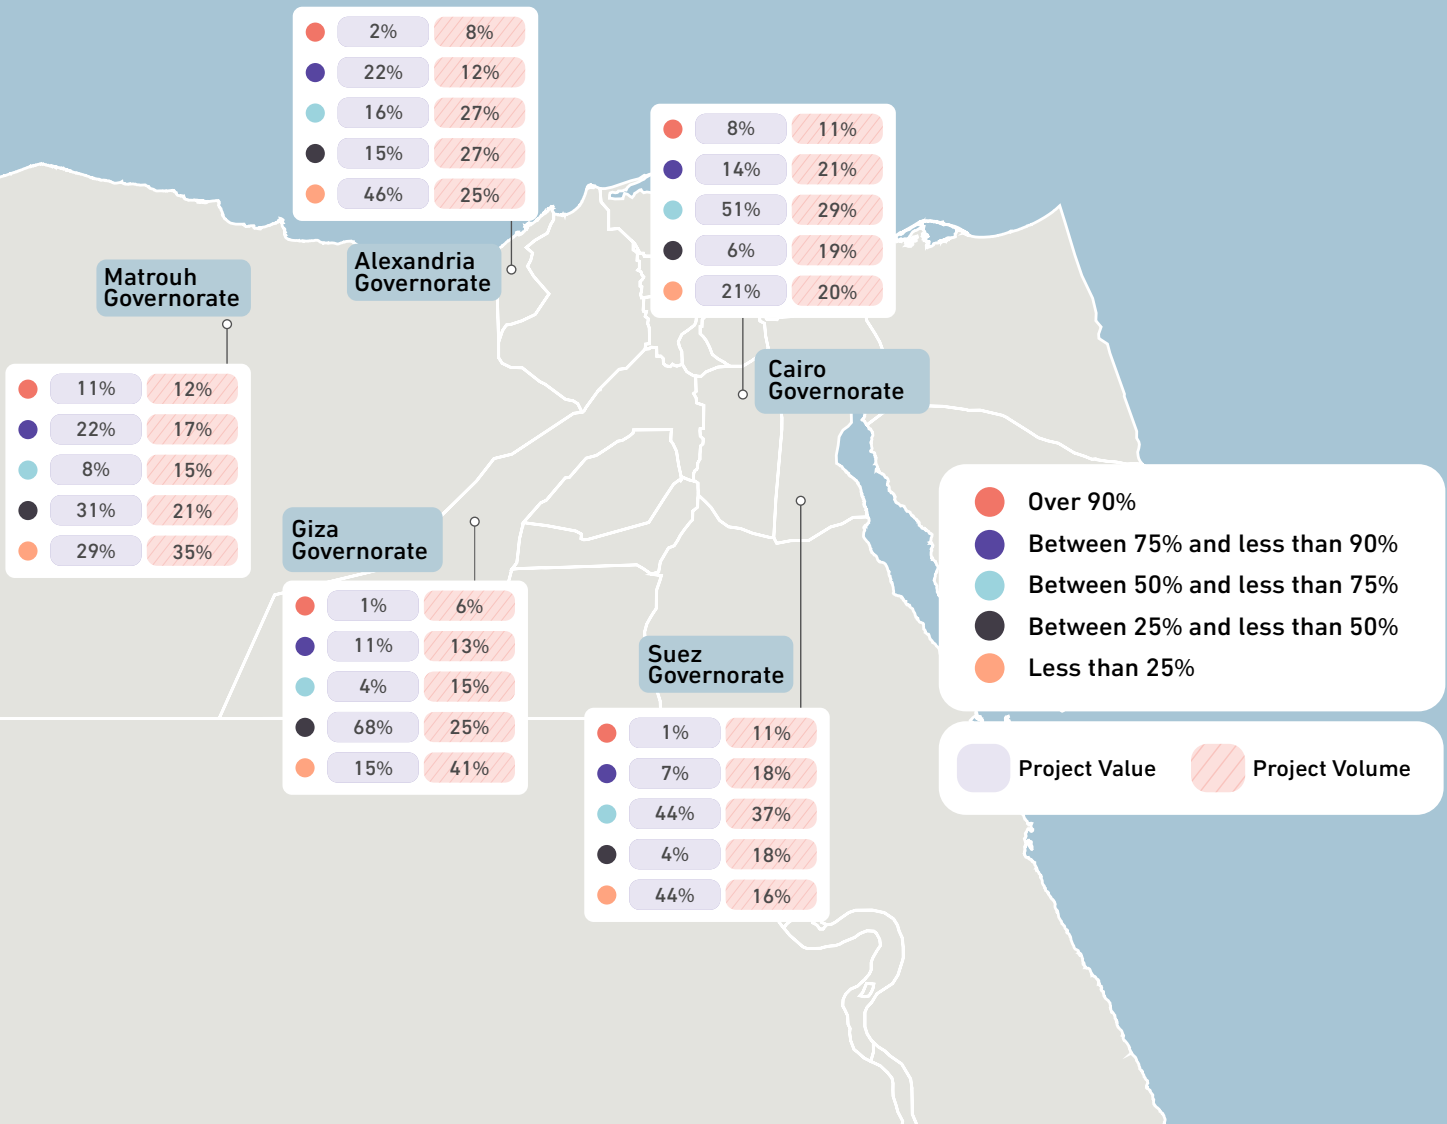 2% 8%
22% 12%
16% 27%
15% 27%
46% 25%
Alexandria
Governorate
8% 11%
14% 21%
51% 29%
6% 19%
21% 20%
Cairo
Governorate
Matrouh
Governorate
11% 12%
22% 17%
8% 15%
31% 21%
29% 35%
Giza
Governorate
1% 6%
11% 13%
4% 15%
68% 25%
15% 41%
Suez
Governorate
1% 11%
7% 18%
44% 37%
4% 18%
44% 16%
Over 90%
Between 75% and less than 90%
Between 50% and less than 75%
Between 25% and less than 50%
Less than 25%
Project Value Project Volume